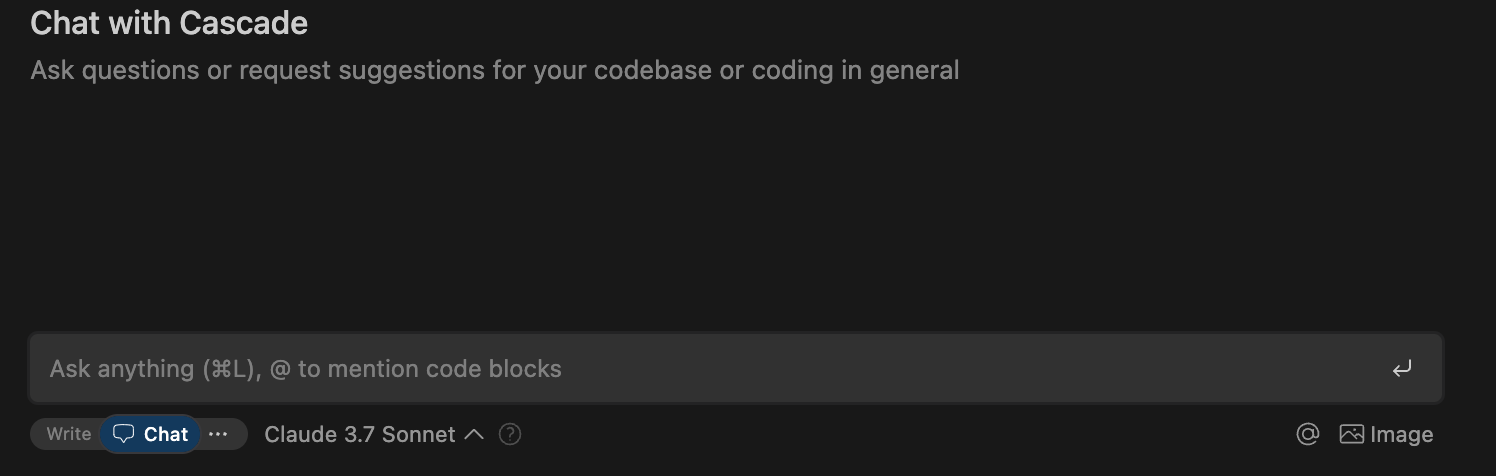 Chat with Cascade
Ask questions or request suggestions for your codebase or coding in general
Ask anything (⌘L), @ to mention code blocks
Write Chat ··· Claude 3.7 Sonnet ? @ Image